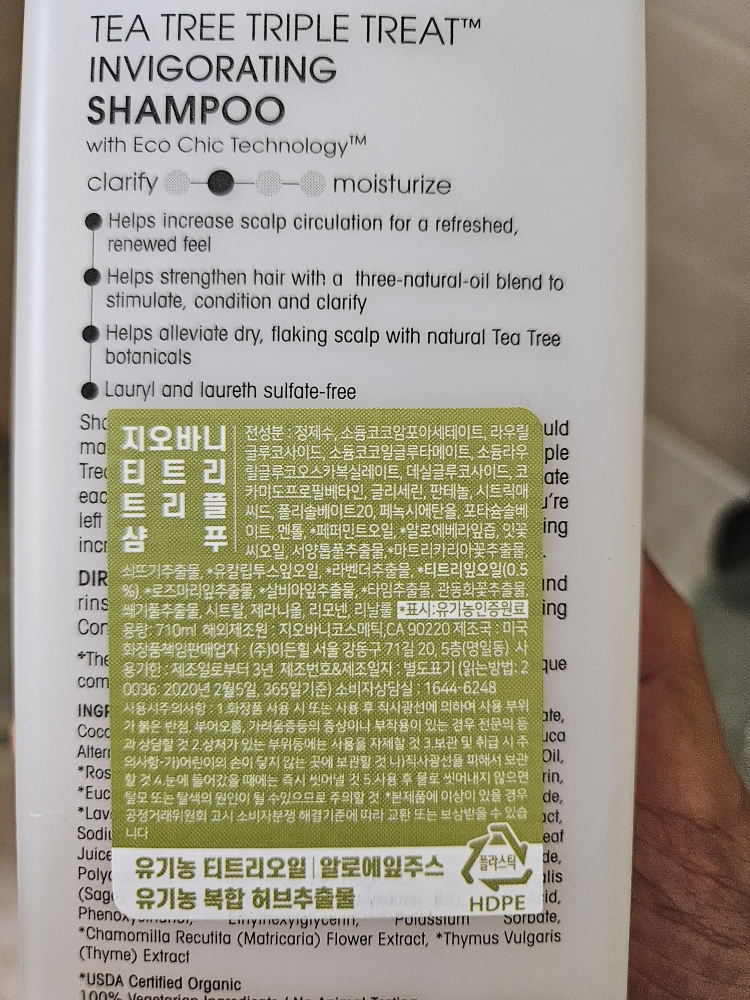 TEA TREE TRIPLE TREAT™
INVIGORATING
SHAMPOO
with Eco Chic Technology™
clarify moisturize
Helps increase scalp circulation for a refreshed,
renewed feel
Helps strengthen hair with a three-natural-oil blend to
stimulate, condition and clarify
Helps alleviate dry, flaking scalp with natural Tea Tree
botanicals
Lauryl and laureth sulfate-free
지오바니
티트리
트리플
샴푸
전성분 : 정제수, 소듐코코암포아세테이트, 라우릴
글루코사이드, 소듐코코일글루타메이트, 소듐라우
릴글루코오스카복실레이트, 데실글루코사이드, 코
카미도프로필베타인, 글리세린, 판테놀, 시트릭애
씨드, 폴리솔베이트20, 페녹시에탄올, 포타슘솔베
이트, 멘톨, *페퍼민트오일, *알로에베라잎즙, 잇꽃
씨오일, 서양톱풀추출물, *마트리카리아꽃추출물,
쇠뜨기추출물, *유칼립투스잎오일, *라벤더추출물, *티트리잎오일(0.5
%), *로즈마리잎추출물, *살비아잎추출물, *타임추출물, 관동화꽃추출물,
쐐기풀추출물, 시트랄, 제라니올, 리모넨, 리날룰 *표시:유기농인증원료
용량: 710ml 해외제조원 : 지오바니코스메틱,CA 90220 제조국 : 미국
화장품책임판매업자 : (주)이든힐 서울 강동구 71길 20, 5층(명일동) 사
용기한 : 제조일로부터 3년 제조번호&제조일자 : 별도표기 (읽는방법: 2
0036: 2020년 2월5일, 365일기준) 소비자상담실 : 1644-6248
사용시주의사항 : 1.화장품 사용 시 또는 사용 후 직사광선에 의하여 사용 부위
가 붉은 반점, 부어오름, 가려움증등의 증상이나 부작용이 있는 경우 전문의 등
과 상담할 것 2.상처가 있는 부위등에는 사용을 자제할 것 3.보관 및 취급 시 주
의사항-가)어린이의 손이 닿지 않는 곳에 보관할 것 나)직사광선을 피해서 보관
할 것 4.눈에 들어갔을 때에는 즉시 씻어낼 것 5.사용 후 물로 씻어내지 않으면
탈모 또는 탈색의 원인이 될 수있으므로 주의할 것 *본제품에 이상이 있을 경우
공정거래위원회 고시 소비자분쟁 해결기준에 따라 교환 또는 보상받을 수 있습
니다
유기농 티트리오일 | 알로에잎주스
유기농 복합 허브추출물
플라스틱
HDPE
Sorbate,
*Chamomilla Recutita (Matricaria) Flower Extract, *Thymus Vulgaris
(Thyme) Extract
*USDA Certified Organic
100% Vegetarian Ingredients / No Animal Testing